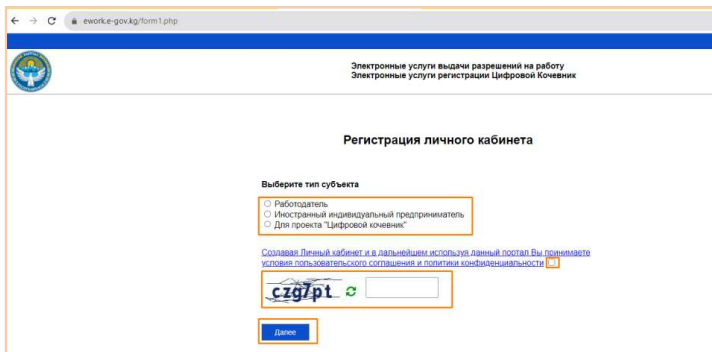 ework.e-gov.kg/form1.php
Электронные услуги выдачи разрешений на работу
Электронные услуги регистрации Цифровой Кочевник
Регистрация личного кабинета
Выберите тип субъекта
Работодатель
Иностранный индивидуальный предприниматель
Для проекта "Цифровой кочевник"
Создавая Личный кабинет и в дальнейшем используя данный портал Вы принимаете
условия пользовательского соглашения и политики конфиденциальности
czg7pt
Далее